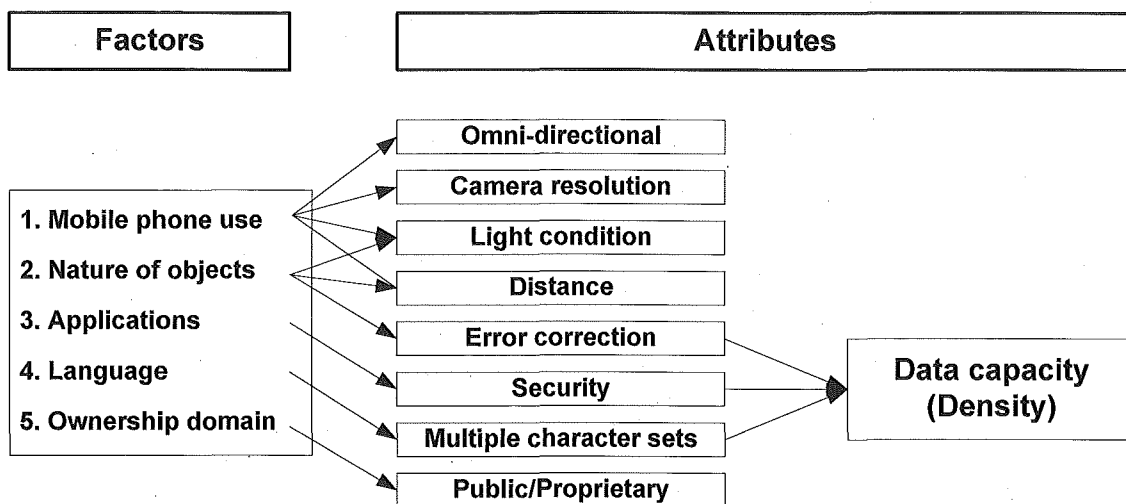 Factors
Attributes
1. Mobile phone use
2. Nature of objects
3. Applications
4. Language
5. Ownership domain
Omni-directional
Camera resolution
Light condition
Distance
Error correction
Security
Multiple character sets
Public/Proprietary
Data capacity
(Density)